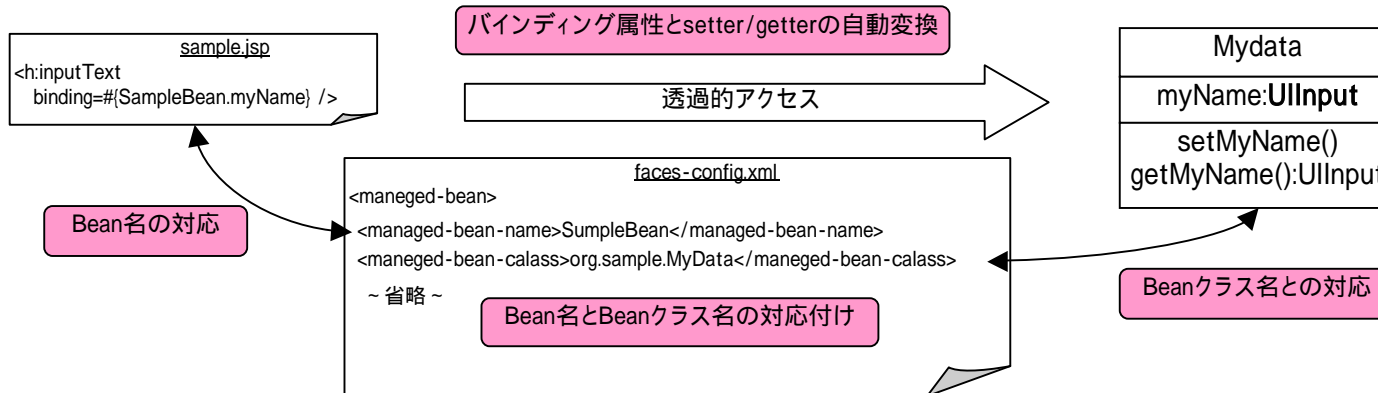 バインディング属性とsetter/getterの自動変換
sample.jsp
<h:inputText
binding=#{SampleBean.myName} />
透過的アクセス
Mydata
myName:UIInput
setMyName()
getMyName():UIInput
faces-config.xml
<maneged-bean>
<managed-bean-name>SumpleBean</managed-bean-name>
<maneged-bean-calass>org.sample.MyData</maneged-bean-calass>
~省略~
Bean名の対応
Bean名とBeanクラス名の対応付け
Beanクラス名との対応